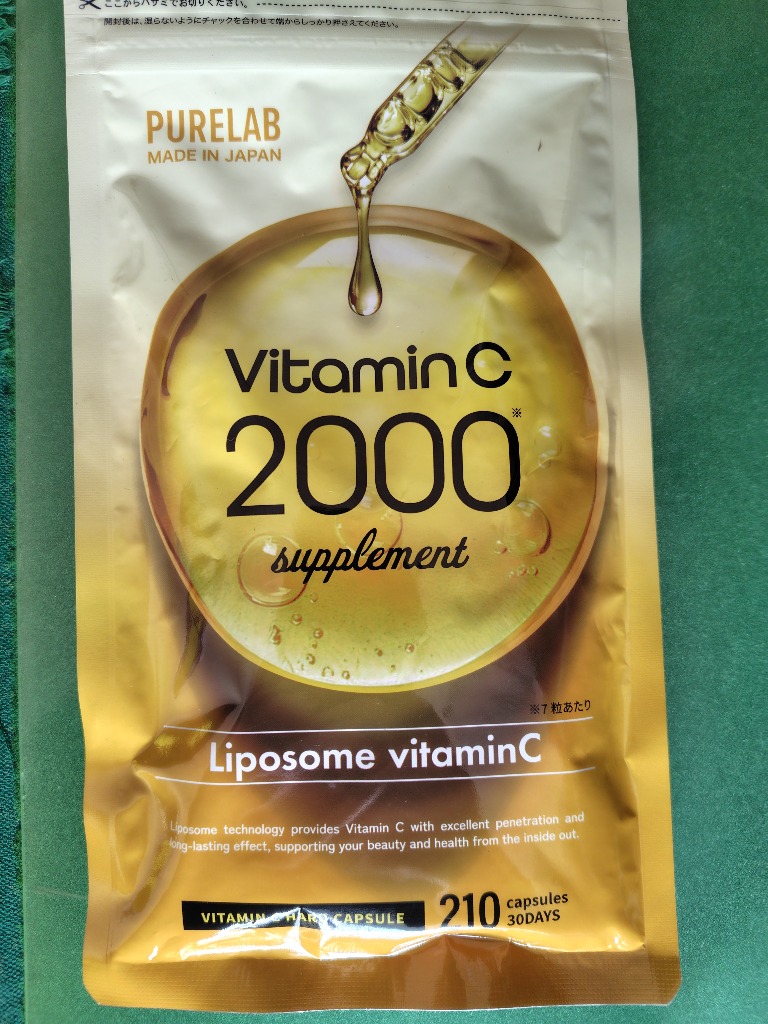 ここからハサミでお切りください。
開封後は、湿らないようにチャックを合わせて端からしっかり押さえてください。
PURELAB
MADE IN JAPAN
Vitamin C
2000※
supplement
※7粒あたり
Liposome vitaminC
Liposome technology provides Vitamin C with excellent penetration and
long-lasting effect, supporting your beauty and health from the inside out.
VITAMIN C HARD CAPSULE
210 capsules
30DAYS